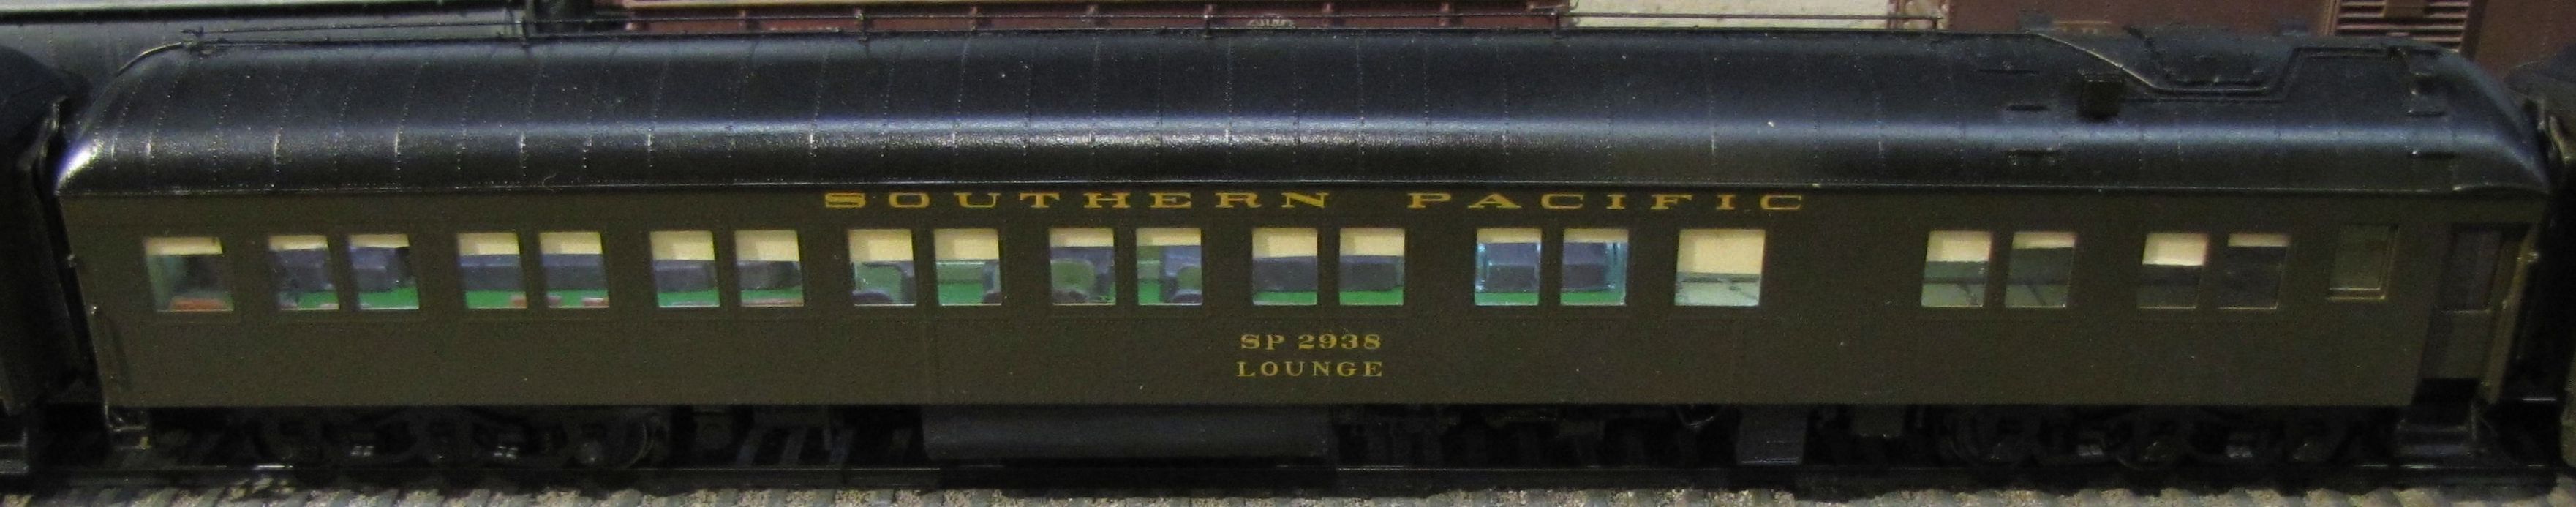 SOUTHERN PACIFIC
SP 2938
LOUNGE